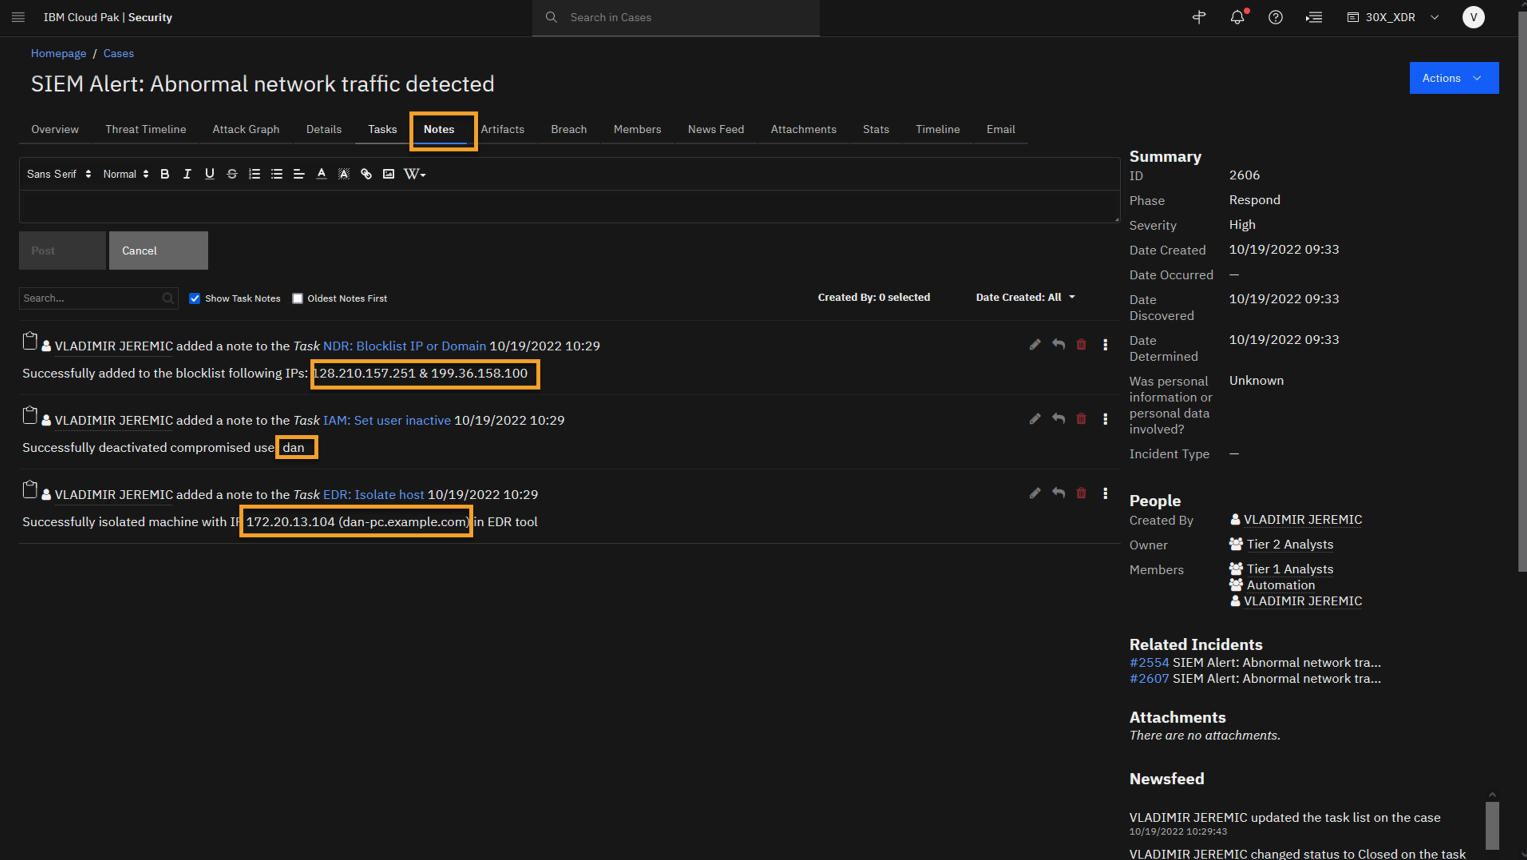 IBM Cloud Pak | Security
Search in Cases
30X_XDR
V
Homepage / Cases
SIEM Alert: Abnormal network traffic detected
Actions
Overview
Threat Timeline
Attack Graph
Details
Tasks
Notes
Artifacts
Breach
Members
News Feed
Attachments
Stats
Timeline
Email
Sans Serif
Normal
B I U S
A
A
W
Post
Cancel
Search...
Show Task Notes
Oldest Notes First
Created By: 0 selected
Date Created: All
VLADIMIR JEREMIC added a note to the Task NDR: Blocklist IP or Domain 10/19/2022 10:29
Successfully added to the blocklist following IPs: 128.210.157.251 & 199.36.158.100
VLADIMIR JEREMIC added a note to the Task IAM: Set user inactive 10/19/2022 10:29
Successfully deactivated compromised use dan
VLADIMIR JEREMIC added a note to the Task EDR: Isolate host 10/19/2022 10:29
Successfully isolated machine with IP 172.20.13.104 (dan-pc.example.com) in EDR tool
Summary
ID 2606
Phase Respond
Severity High
Date Created 10/19/2022 09:33
Date Occurred —
Date Discovered 10/19/2022 09:33
Date Determined 10/19/2022 09:33
Was personal information or personal data involved? Unknown
Incident Type —
People
Created By VLADIMIR JEREMIC
Owner Tier 2 Analysts
Members Tier 1 Analysts
Automation
VLADIMIR JEREMIC
Related Incidents
#2554 SIEM Alert: Abnormal network tra...
#2607 SIEM Alert: Abnormal network tra...
Attachments
There are no attachments.
Newsfeed
VLADIMIR JEREMIC updated the task list on the case
10/19/2022 10:29:43
VLADIMIR JEREMIC changed status to Closed on the task